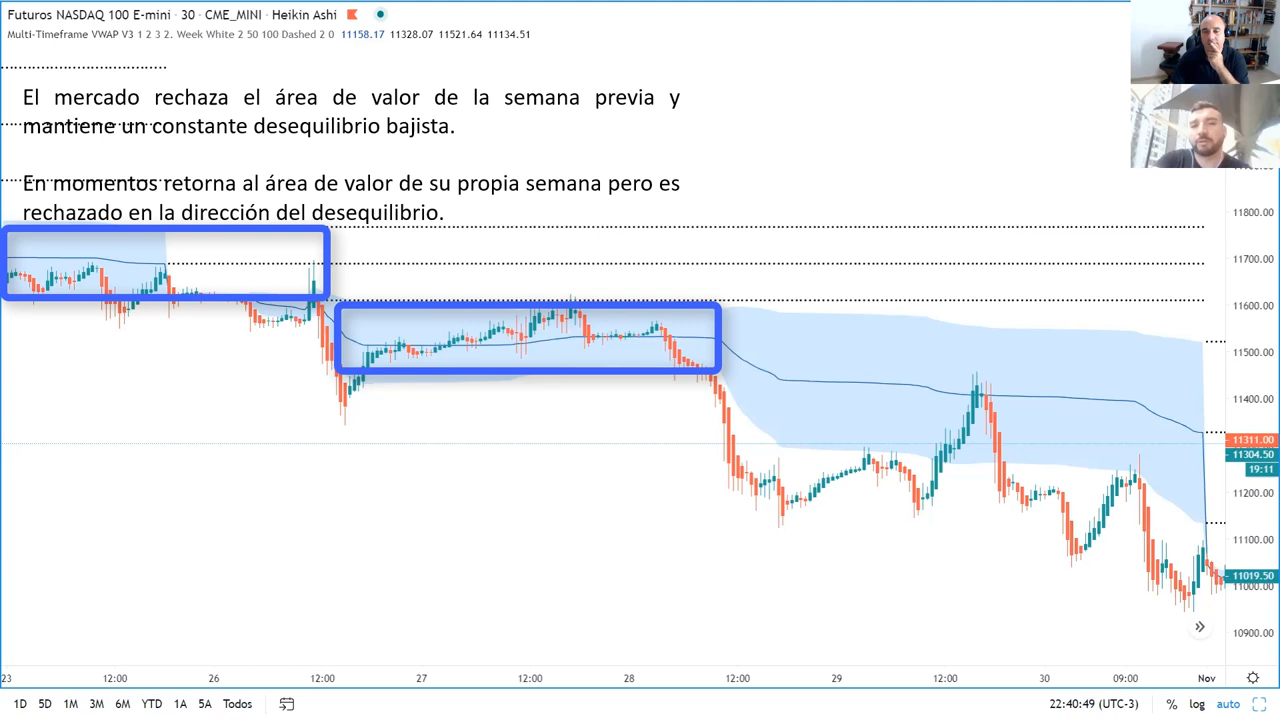 Futuros NASDAQ 100 E-mini · 30 · CME_MINI · Heikin Ashi
Multi-Timeframe VWAP V3 1 2 3 2. Week White 2 50 100 Dashed 2 0 11158.17 11328.07 11521.64 11134.51
El mercado rechaza el área de valor de la semana previa y
mantiene un constante desequilibrio bajista.
En momentos retorna al área de valor de su propia semana pero es
rechazado en la dirección del desequilibrio.
11800.00
11700.00
11600.00
11500.00
11400.00
11311.00
11304.50
19:11
11200.00
11100.00
11019.50
11000.00
10900.00
23 12:00 26 12:00 27 12:00 28 12:00 29 12:00 30 09:00 Nov
1D 5D 1M 3M 6M YTD 1A 5A Todos 22:40:49 (UTC-3) % log auto